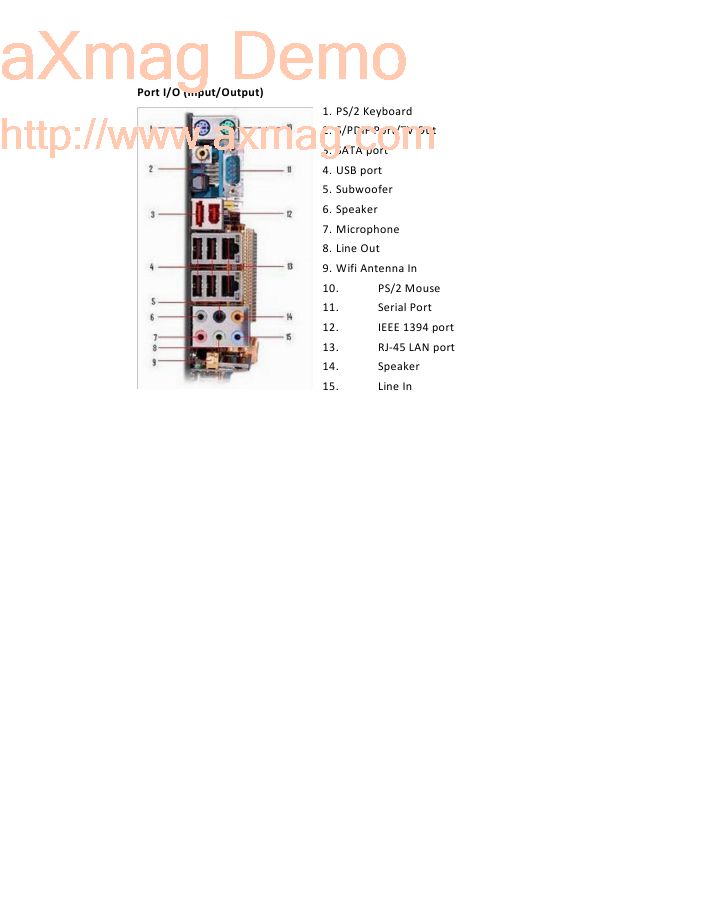 aXmag Demo
Port I/O (Input/Output)
http://www.axmag.com
1. PS/2 Keyboard
2. S/PDIF Port/TV Out
3. SATA port
4. USB port
5. Subwoofer
6. Speaker
7. Microphone
8. Line Out
9. Wifi Antenna In
10. PS/2 Mouse
11. Serial Port
12. IEEE 1394 port
13. RJ-45 LAN port
14. Speaker
15. Line In
1
10
2
11
3
12
4
13
5
6
14
7
15
8
9